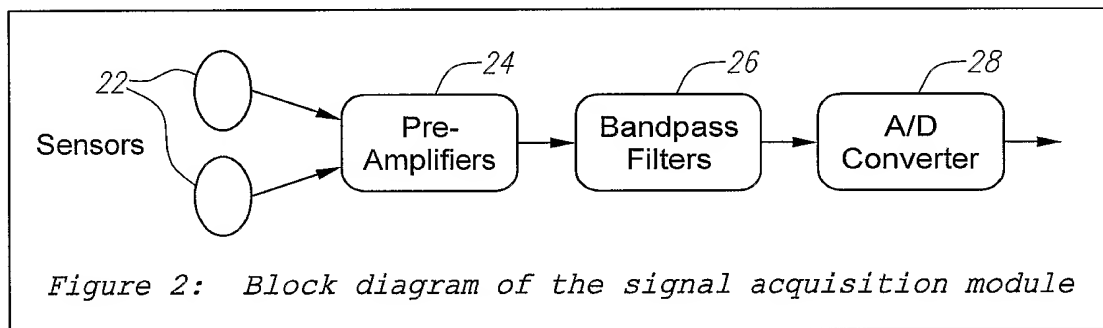 22
Sensors
24
Pre-
Amplifiers
26
Bandpass
Filters
28
A/D
Converter
Figure 2: Block diagram of the signal acquisition module